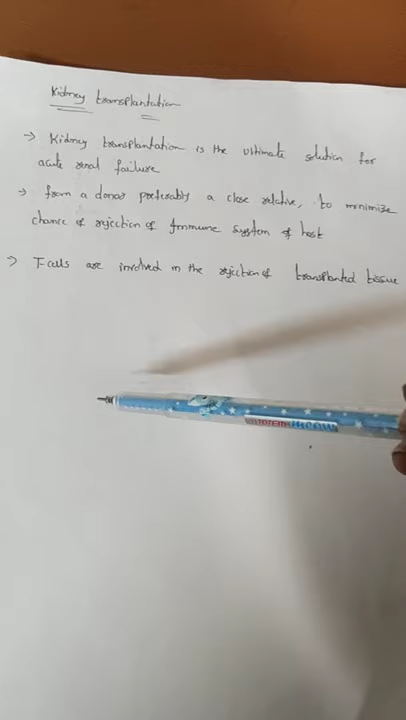 Kidney transplantation
→ Kidney transplantation is the ultimate solution for
acute renal failure
→ from a donar preferably a close relative, to minimize
chance of rejection of Immune system of host
→ T-cells are involved in the rejection of transplanted tissue